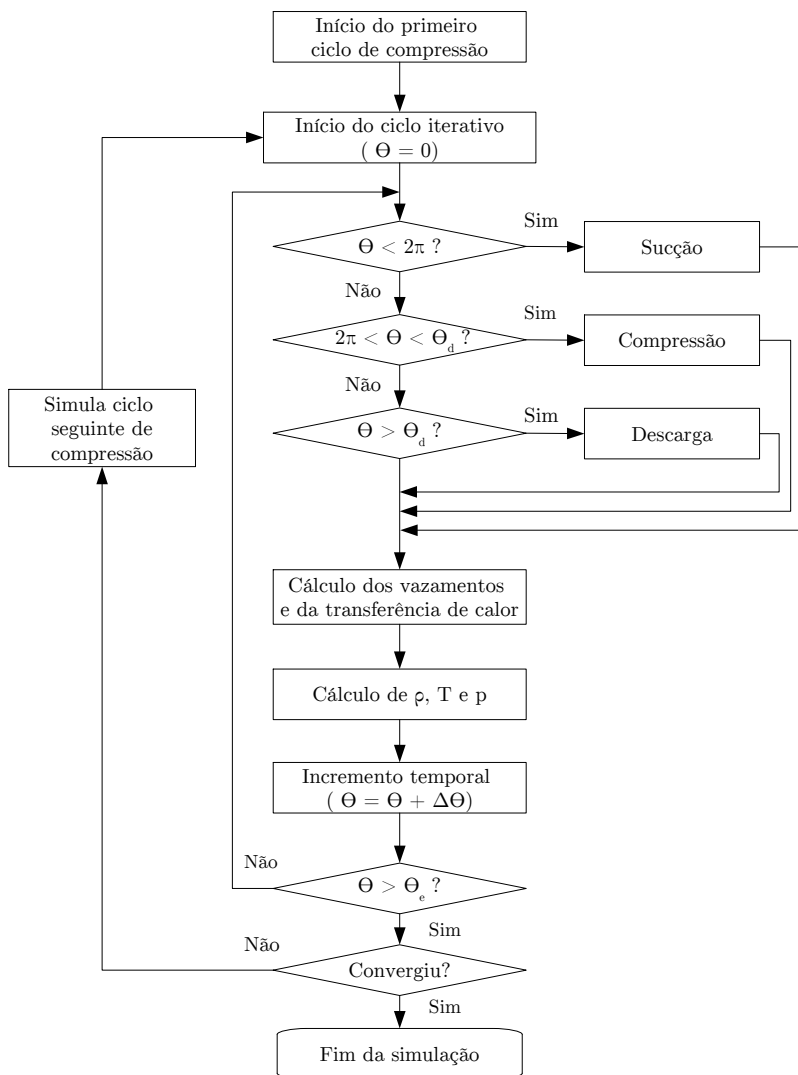 Início do primeiro
ciclo de compressão
Início do ciclo iterativo
( Θ = 0)
Sim
Θ < 2π ?
Sucção
Não
Sim
2π < Θ < Θd ?
Compressão
Não
Sim
Θ > Θd ?
Descarga
Simula ciclo
seguinte de
compressão
Cálculo dos vazamentos
e da transferência de calor
Cálculo de ρ, T e p
Incremento temporal
( Θ = Θ + ΔΘ)
Não
Θ > Θe ?
Sim
Não
Convergiu?
Sim
Fim da simulação